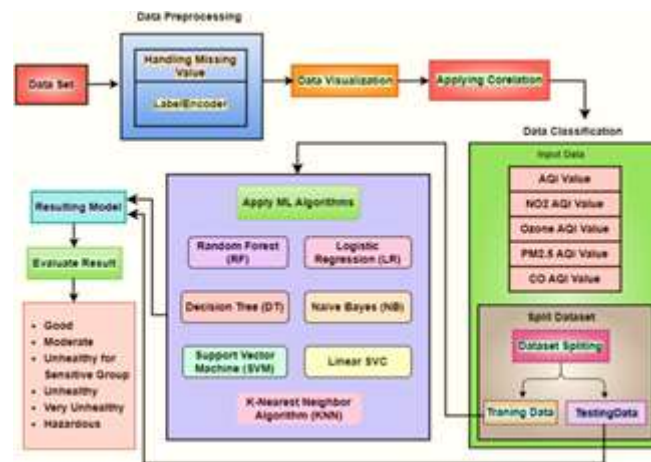 Data Preprocessing
Data Set
Handling Missing
Value
LabelEncoder
Data Visualization
Applying Corelation
Data Classification
Input Data
AQI Value
NO2 AQI Value
Ozone AQI Value
PM2.5 AQI Value
CO AQI Value
Split Dataset
Dataset Spliting
Traning Data
TestingData
Apply ML Algorithms
Random Forest
(RF)
Logistic
Regression (LR)
Decision Tree (DT)
Naive Bayes (NB)
Support Vector
Machine (SVM)
Linear SVC
K-Nearest Neighbor
Algorithm (KNN)
Resulting Model
Evaluate Result
• Good
• Moderate
• Unhealthy for
Sensitive Group
• Unhealthy
• Very Unhealthy
• Hazardous